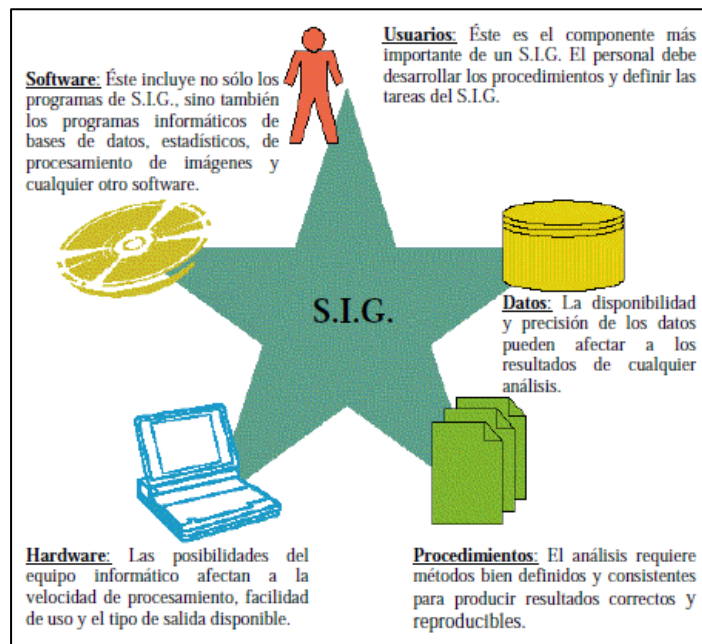 Usuarios: Éste es el componente más
importante de un S.I.G. El personal debe
desarrollar los procedimientos y definir las
tareas del S.I.G.
Software: Éste incluye no sólo los
programas de S.I.G., sino también
los programas informáticos de
bases de datos, estadísticos, de
procesamiento de imágenes y
cualquier otro software.
S.I.G.
Datos: La disponibilidad
y precisión de los datos
pueden afectar a los
resultados de cualquier
análisis.
Hardware: Las posibilidades del
equipo informático afectan a la
velocidad de procesamiento, facilidad
de uso y el tipo de salida disponible.
Procedimientos: El análisis requiere
métodos bien definidos y consistentes
para producir resultados correctos y
reproducibles.